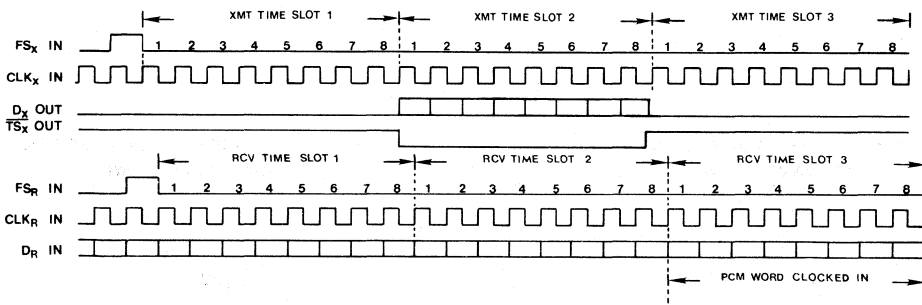 XMT TIME SLOT 1 XMT TIME SLOT 2 XMT TIME SLOT 3
FSX IN 1 2 3 4 5 6 7 8 1 2 3 4 5 6 7 8 1 2 3 4 5 6 7 8
CLKX IN
DX OUT
TSX OUT
RCV TIME SLOT 1 RCV TIME SLOT 2 RCV TIME SLOT 3
FSR IN 1 2 3 4 5 6 7 8 1 2 3 4 5 6 7 8 1 2 3 4 5 6 7 8
CLKR IN
DR IN
PCM WORD CLOCKED IN